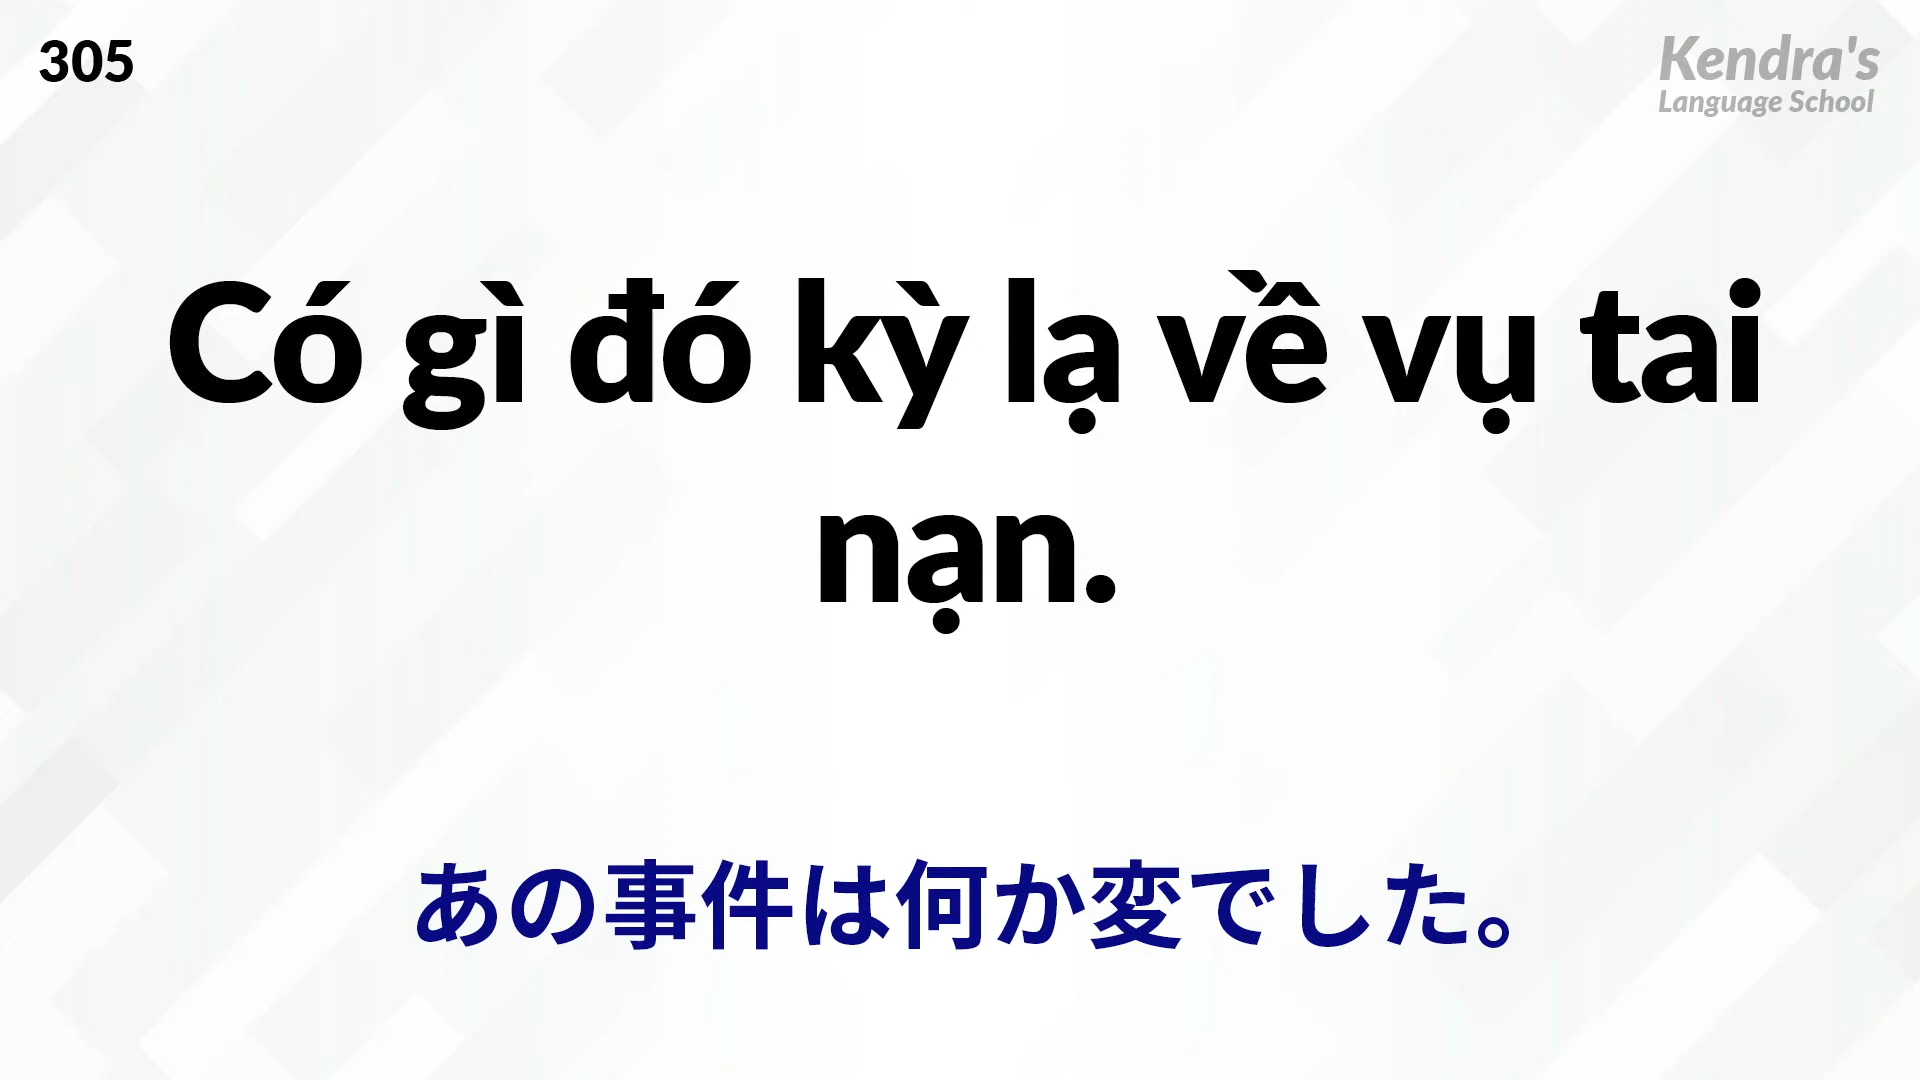 305
Kendra's
Language School
Có gì đó kỳ lạ về vụ tai
nạn.
あの事件は何か変でした。